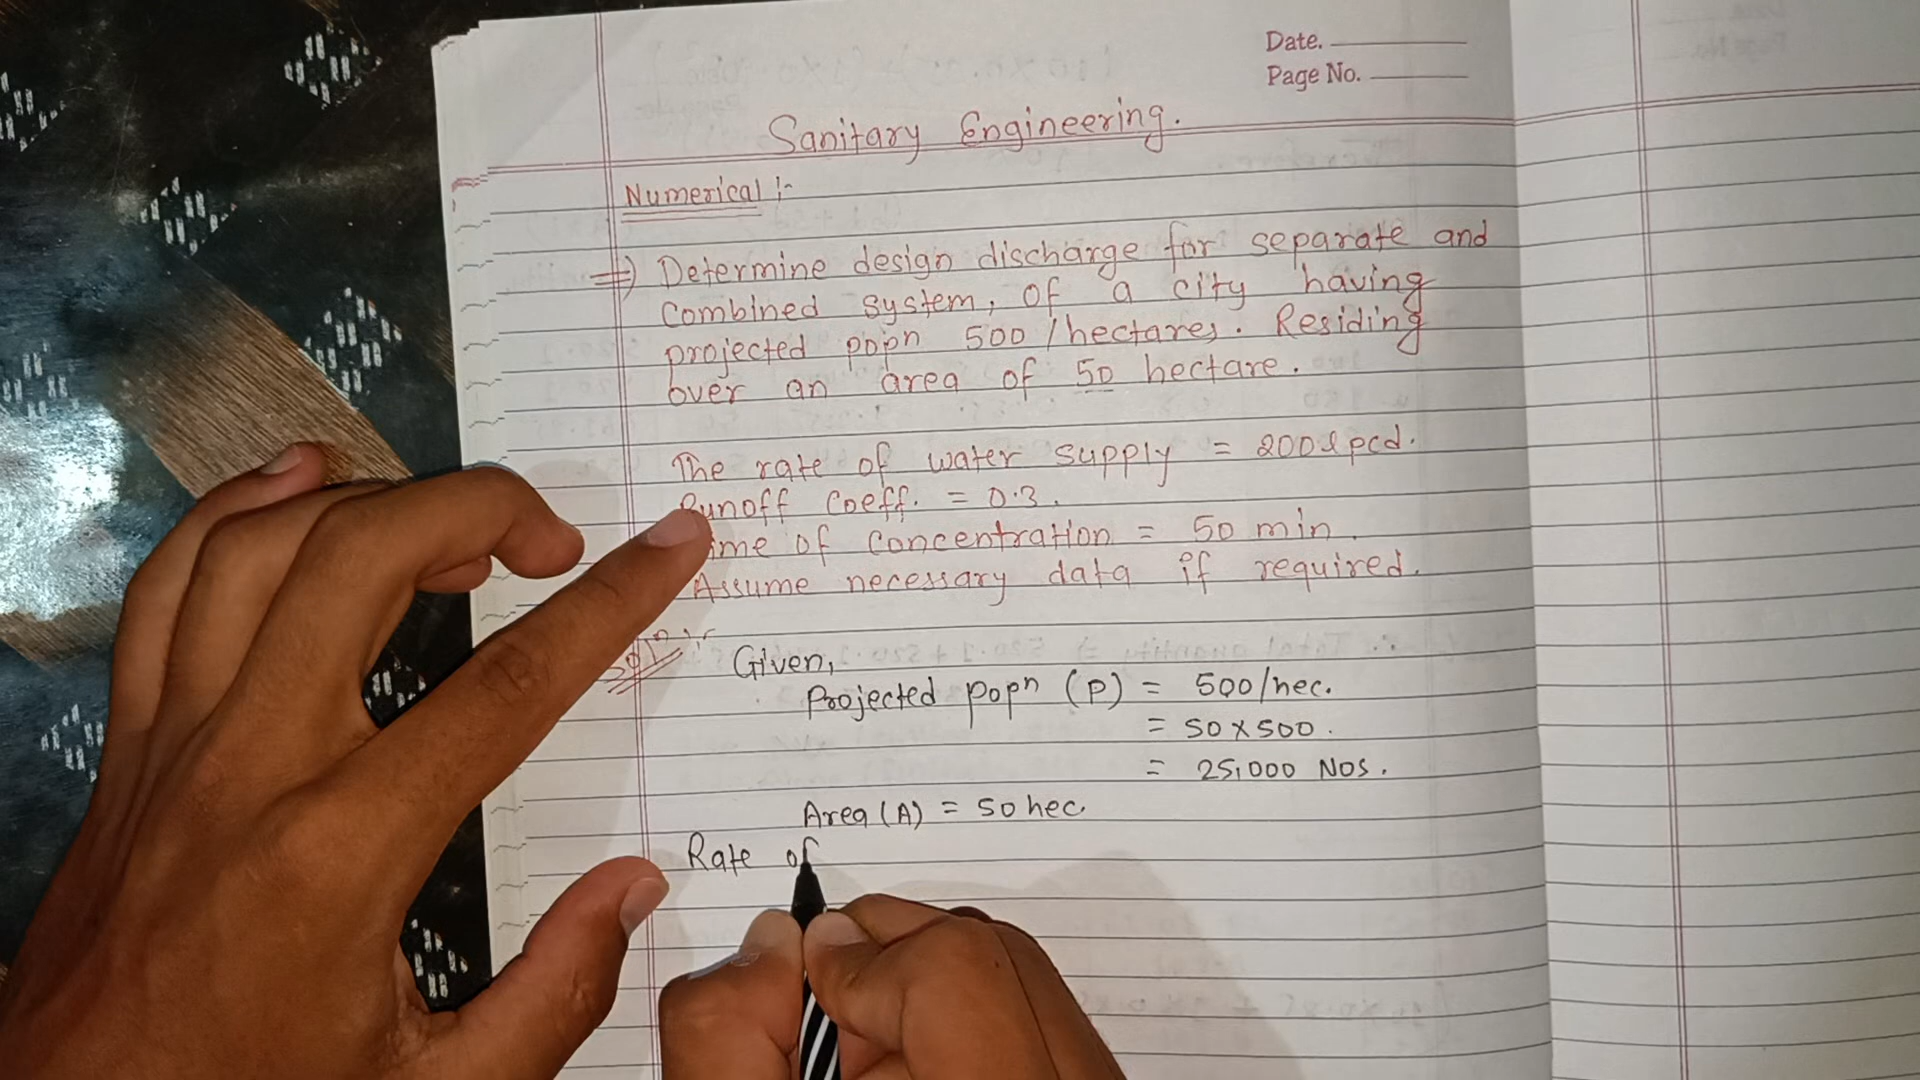 Date.
Page No.
Sanitary Engineering.
Numerical :-
⇒ Determine design discharge for separate and
combined system, of a city having
projected popn 500 / hectares. Residing
over an area of 50 hectare.
The rate of water supply = 200 l pcd.
Runoff coeff. = 0.3.
ime of concentration = 50 min.
Assume necessary data if required.
Given,
Projected popn (P) = 500/hec.
= 50 x 500.
= 25,000 Nos.
Area (A) = 50 hec.
Rate of